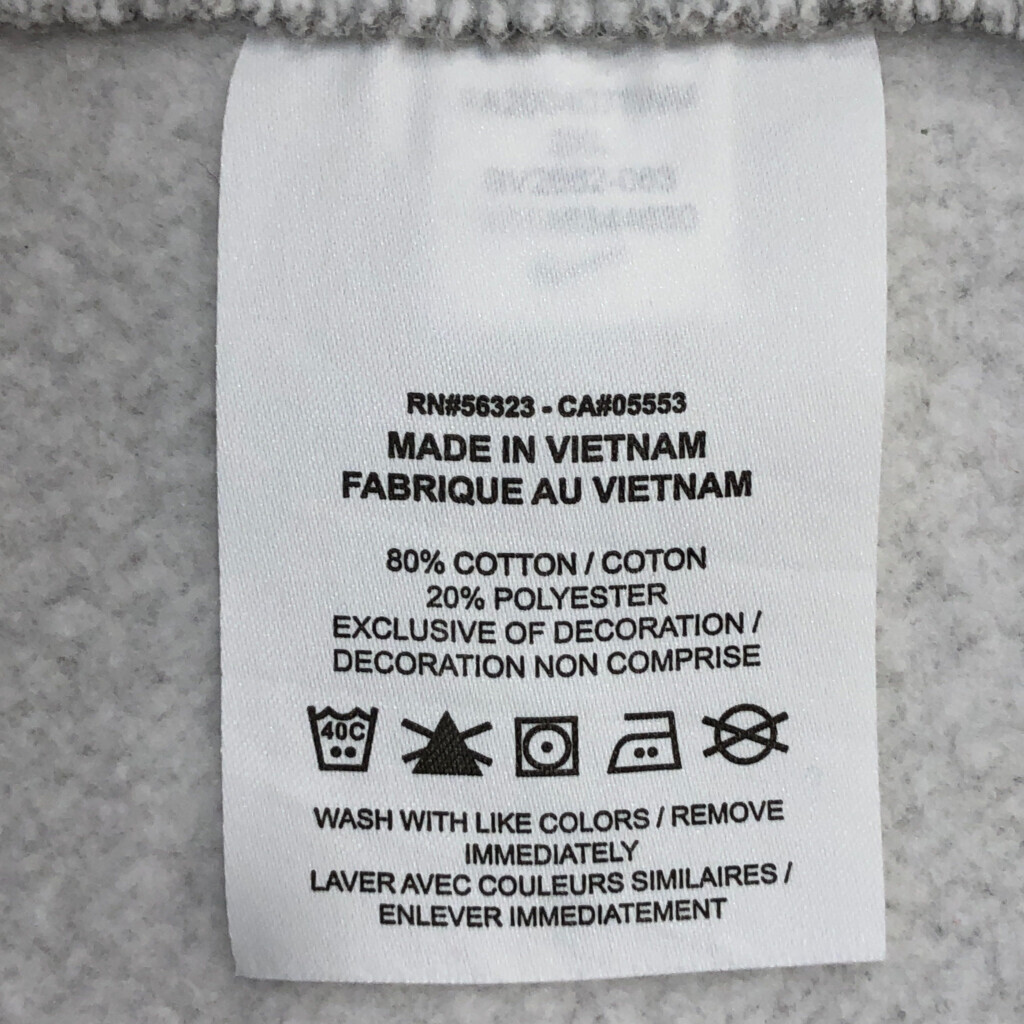 RN#56323 - CA#05553
MADE IN VIETNAM
FABRIQUE AU VIETNAM
80% COTTON / COTON
20% POLYESTER
EXCLUSIVE OF DECORATION /
DECORATION NON COMPRISE
40C
WASH WITH LIKE COLORS / REMOVE
IMMEDIATELY
LAVER AVEC COULEURS SIMILAIRES /
ENLEVER IMMEDIATEMENT